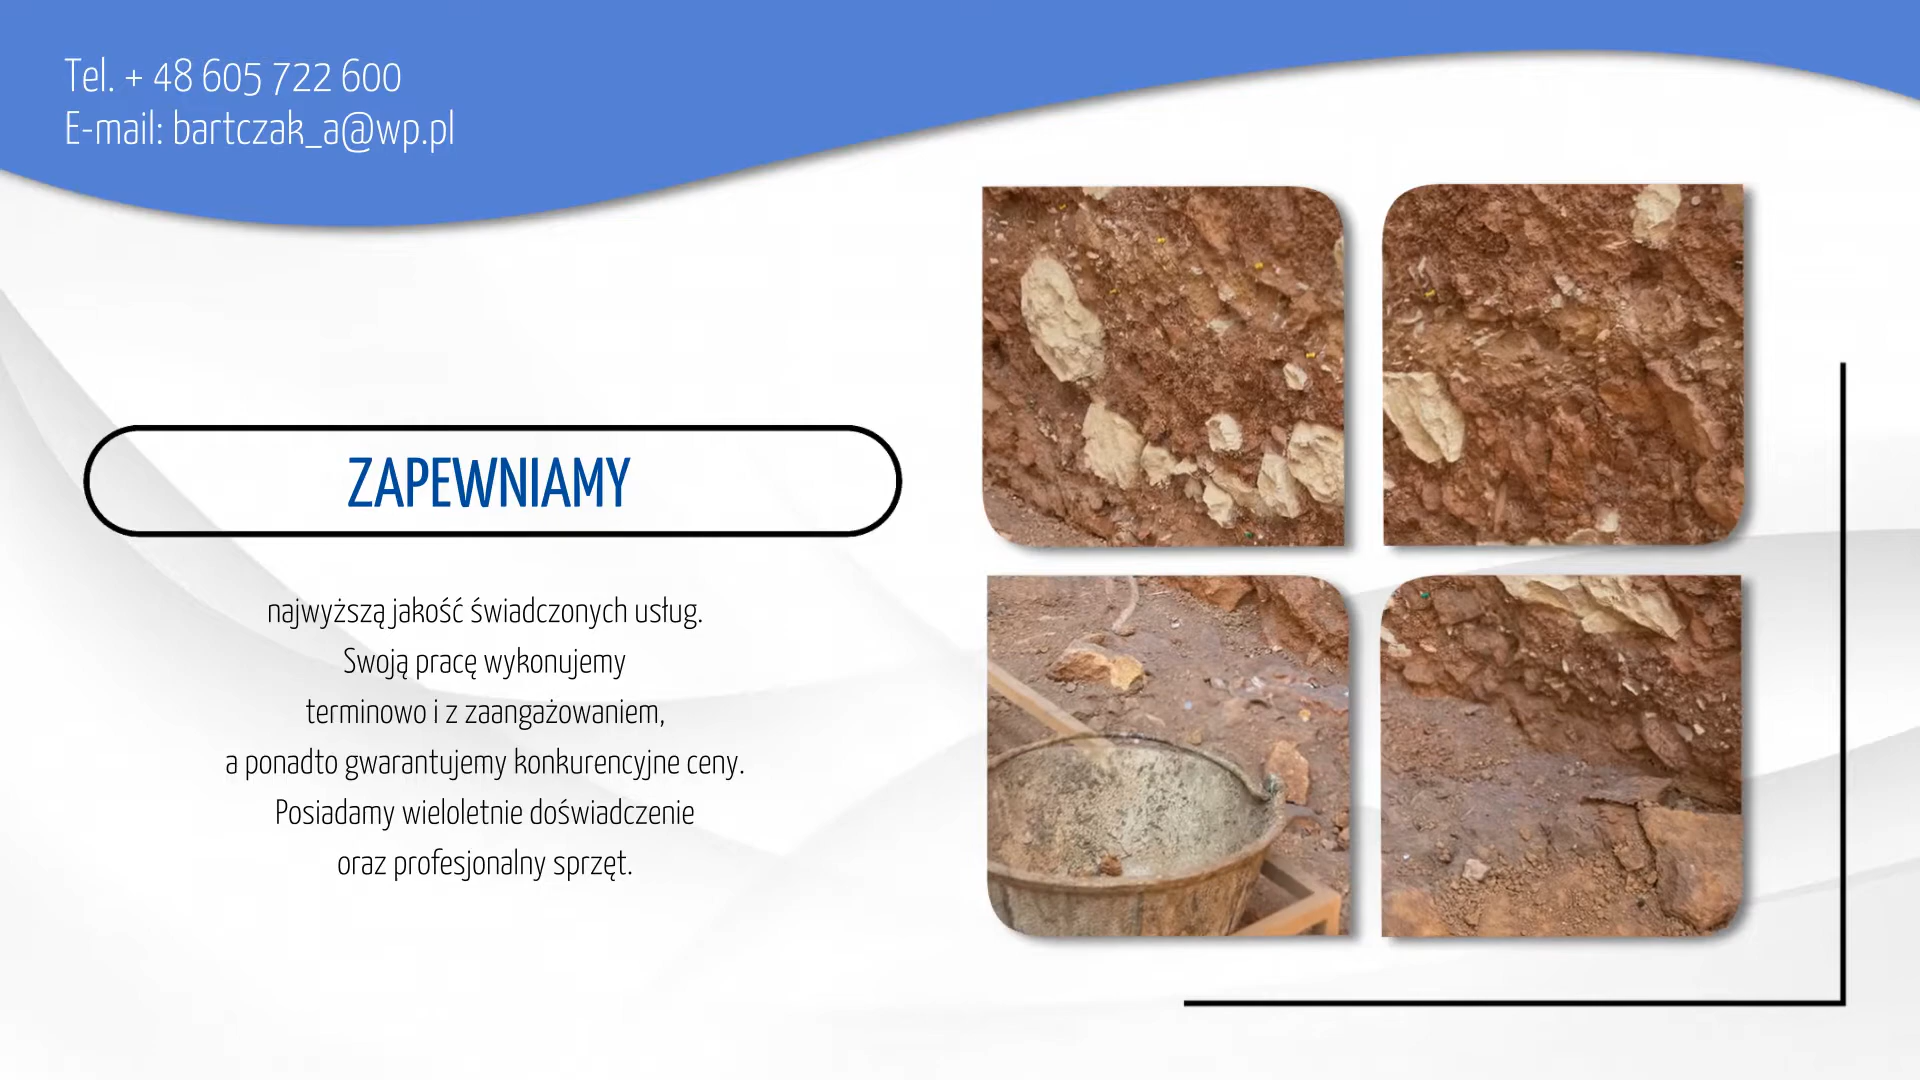 Tel. + 48 605 722 600
E-mail: bartczak_a@wp.pl
ZAPEWNIAMY
najwyższą jakość świadczonych usług.
Swoją pracę wykonujemy
terminowo i z zaangażowaniem,
a ponadto gwarantujemy konkurencyjne ceny.
Posiadamy wieloletnie doświadczenie
oraz profesjonalny sprzęt.